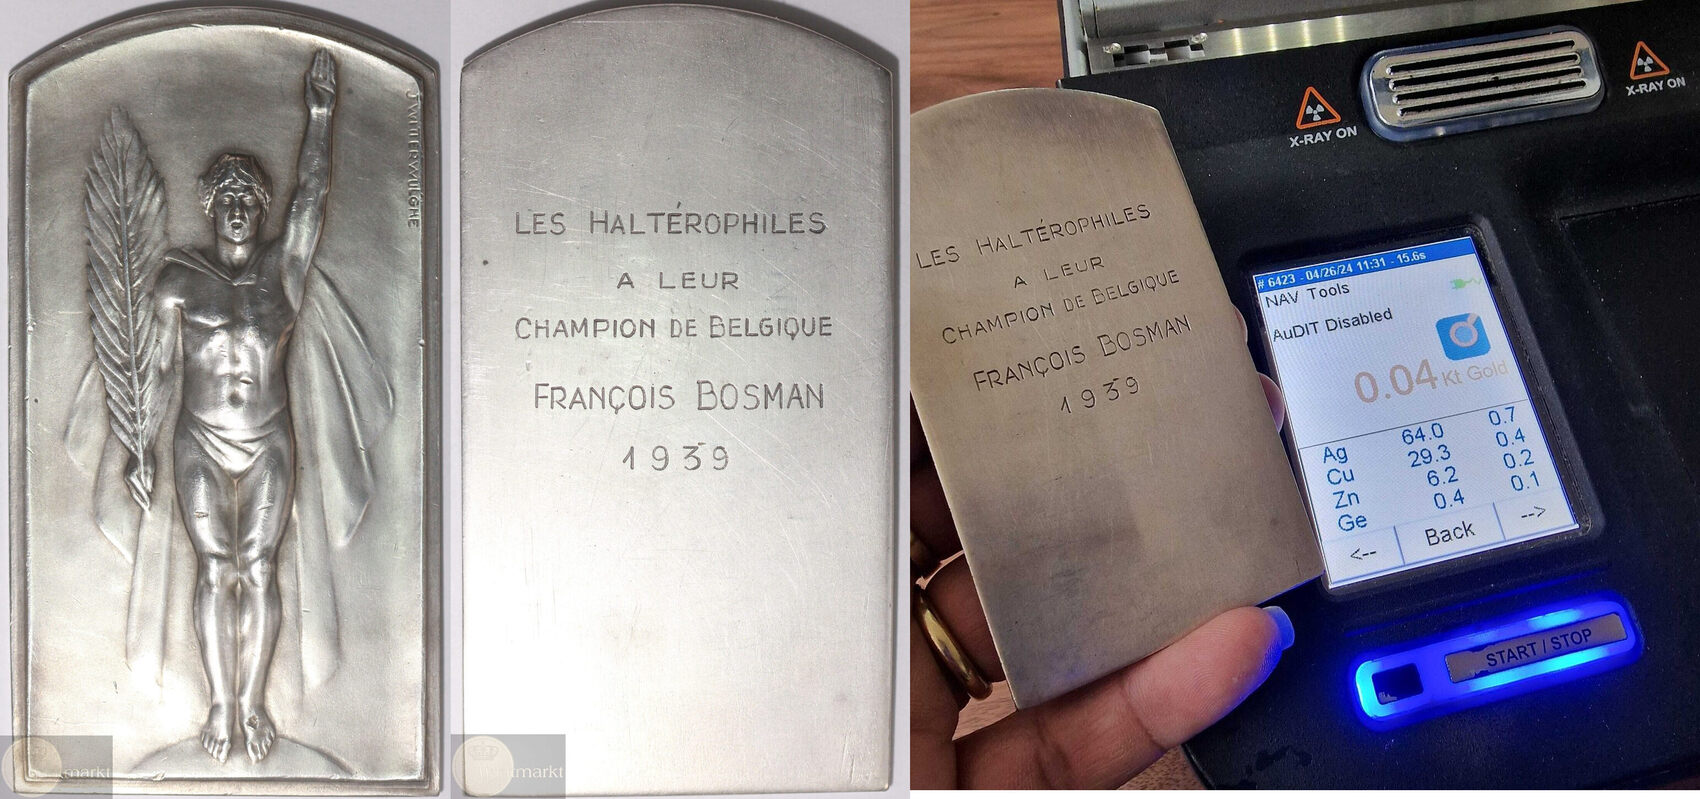 J.WITTERWULGHE
LES HALTÉROPHILES
A LEUR
CHAMPION DE BELGIQUE
FRANÇOIS BOSMAN
1939
markt
muntmarkt
LES HALTÉROPHILES
A LEUR
CHAMPION DE BELGIQUE
FRANÇOIS BOSMAN
1939
X-RAY ON
X-RAY ON
# 6423 - 04/26/24 11:31 - 15.6s
NAV Tools
AuDIT Disabled
0.04 Kt Gold
Ag 64.0 0.7
Cu 29.3 0.4
Zn 6.2 0.2
Ge 0.4 0.1
<-- Back -->
START / STOP